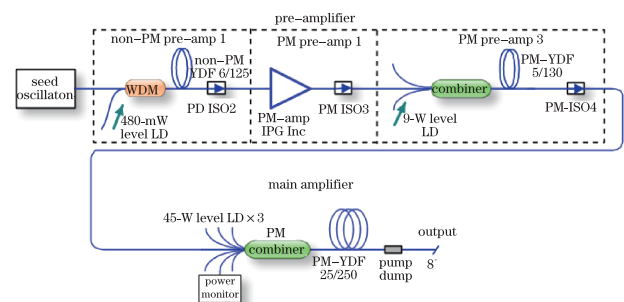 pre−amplifier
non−PM pre−amp 1
PM pre−amp 1
PM pre−amp 3
non−PM
YDF 6/125
PM−YDF
5/130
seed
oscillaton
WDM
combiner
PD ISO2
PM−amp
IPG Inc
PM ISO3
PM-ISO4
480-mW
level LD
9-W level
LD
main amplifier
45-W level LD×3
PM
combiner
output
PM−YDF
25/250
pump
dump
8°
power
monitor